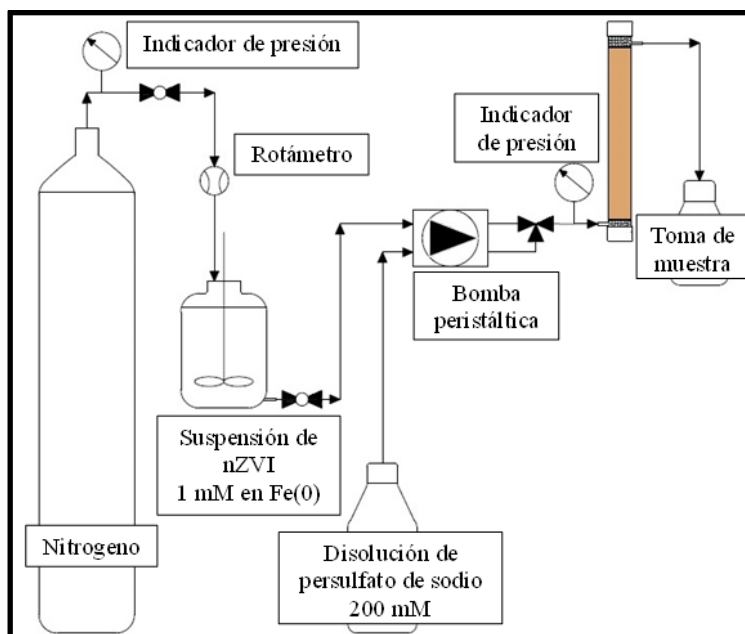 Indicador de presión
Rotámetro
Indicador
de presión
Toma de
muestra
Bomba
peristáltica
Suspensión de
nZVI
1 mM en Fe(0)
Nitrogeno
Disolución de
persulfato de sodio
200 mM